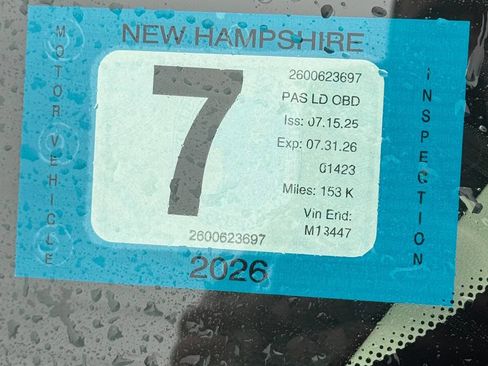 NEW HAMPSHIRE
MOTOR VEHICLE
7
2600623697
PAS LD OBD
Iss: 07.15.25
Exp: 07.31.26
01423
Miles: 153 K
Vin End:
M13447
2600623697
INSPECTION
2026